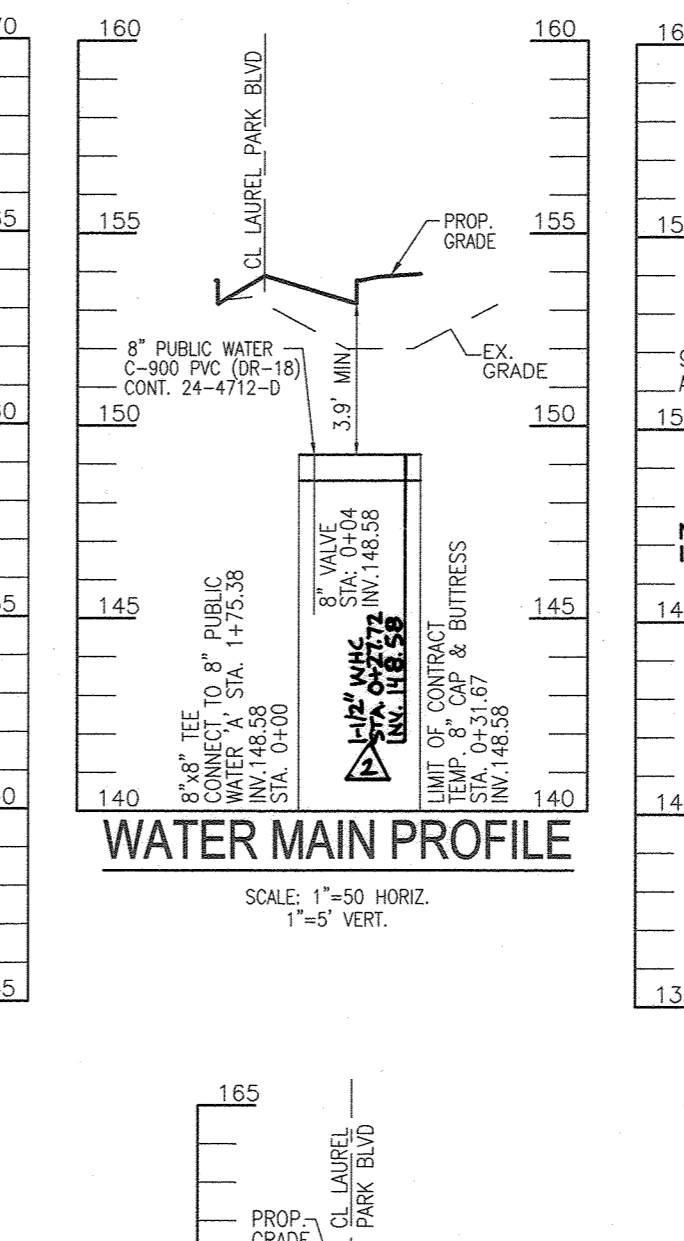 160
160
CL LAUREL PARK BLVD
155
155
PROP.
GRADE
8" PUBLIC WATER
C-900 PVC (DR-18)
CONT. 24-4712-D
3.9' MIN
EX.
GRADE
150
150
8" VALVE
STA: 0+04
INV.148.58
145
145
8"x8" TEE
CONNECT TO 8" PUBLIC
WATER 'A' STA. 1+75.38
INV.148.58
STA. 0+00
1-1/2" WHC
STA. 0+27.72
INV. 148.58
2
LIMIT OF CONTRACT
TEMP. 8" CAP & BUTTRESS
STA. 0+31.67
INV.148.58
140
140
WATER MAIN PROFILE
SCALE: 1"=50 HORIZ.
1"=5' VERT.
165
CL LAUREL
PARK BLVD
PROP.
GRADE